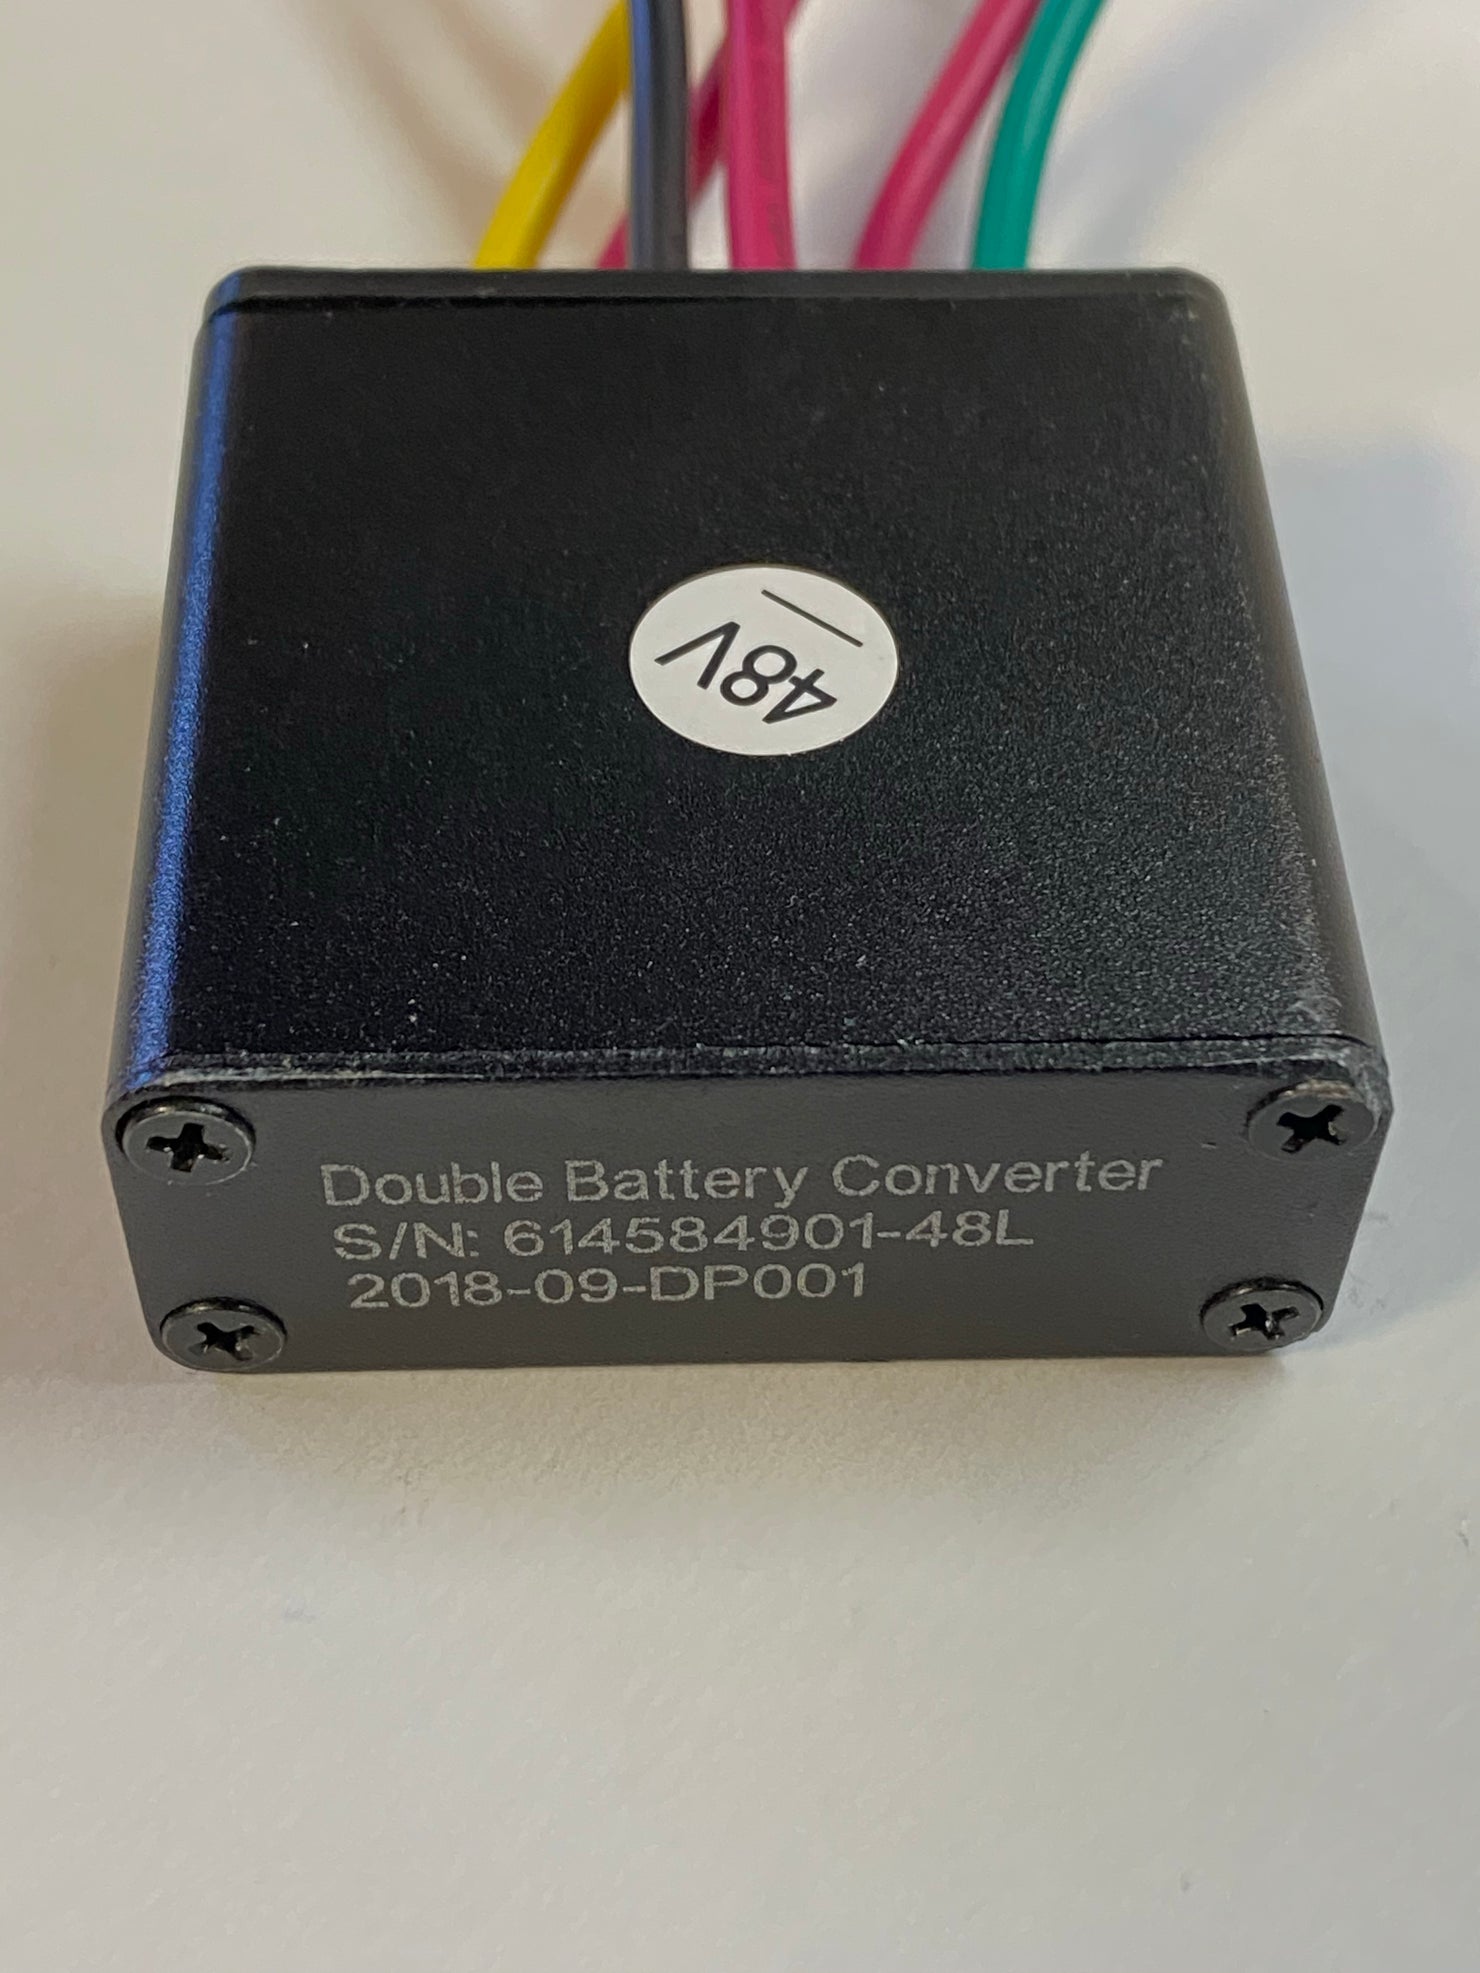 48V
Double Battery Converter
S/N: 614584901-48L
2018-09-DP001